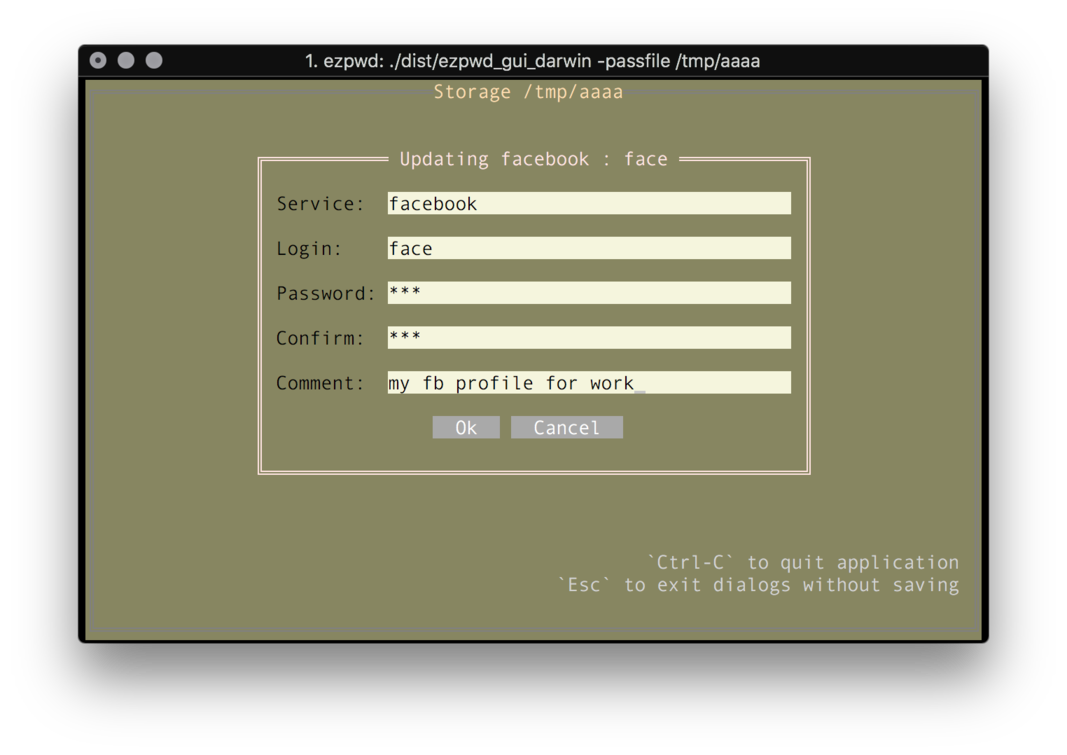 1. ezpwd: ./dist/ezpwd_gui_darwin -passfile /tmp/aaaa
Storage /tmp/aaaa
Updating facebook : face
Service: facebook
Login: face
Password: ***
Confirm: ***
Comment: my fb profile for work_
Ok Cancel
`Ctrl-C` to quit application
`Esc` to exit dialogs without saving